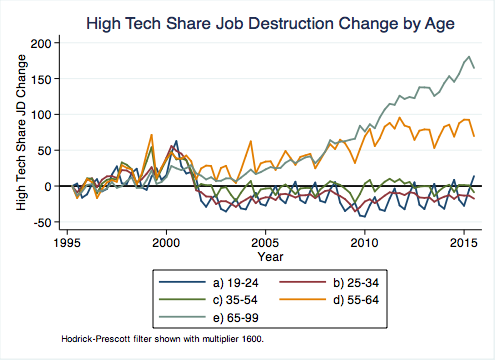 High Tech Share Job Destruction Change by Age
High Tech Share JD Change
200
150
100
50
0
-50
1995
2000
2005
2010
2015
Year
a) 19-24
b) 25-34
c) 35-54
d) 55-64
e) 65-99
Hodrick-Prescott filter shown with multiplier 1600.